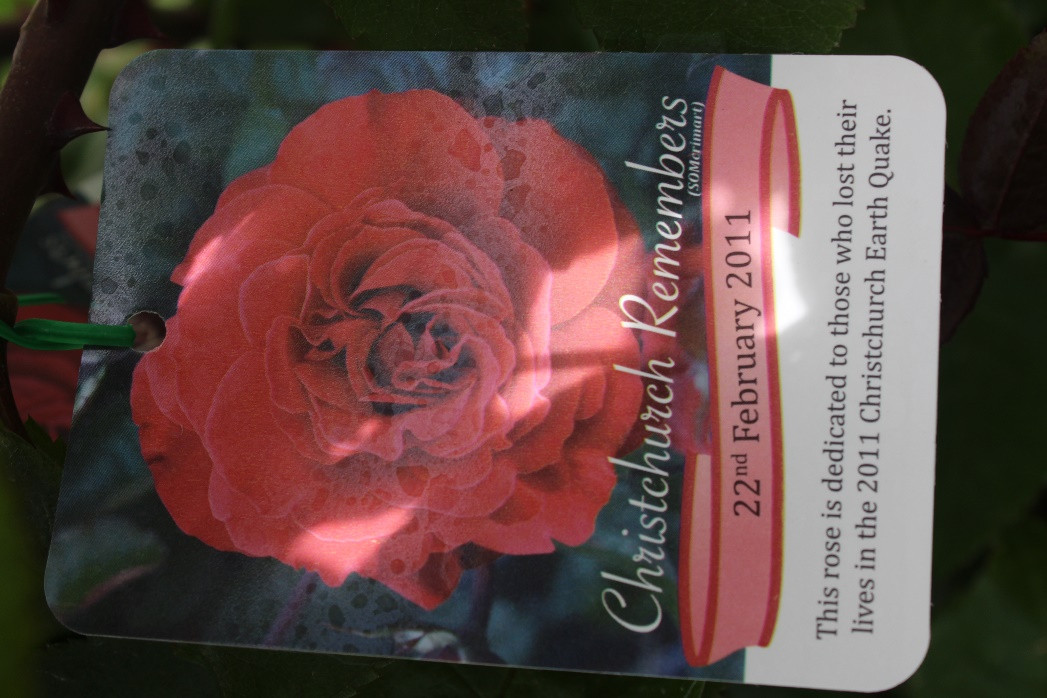 Christchurch Remembers
(SOMcrimart)
22nd February 2011
This rose is dedicated to those who lost their
lives in the 2011 Christchurch Earth Quake.